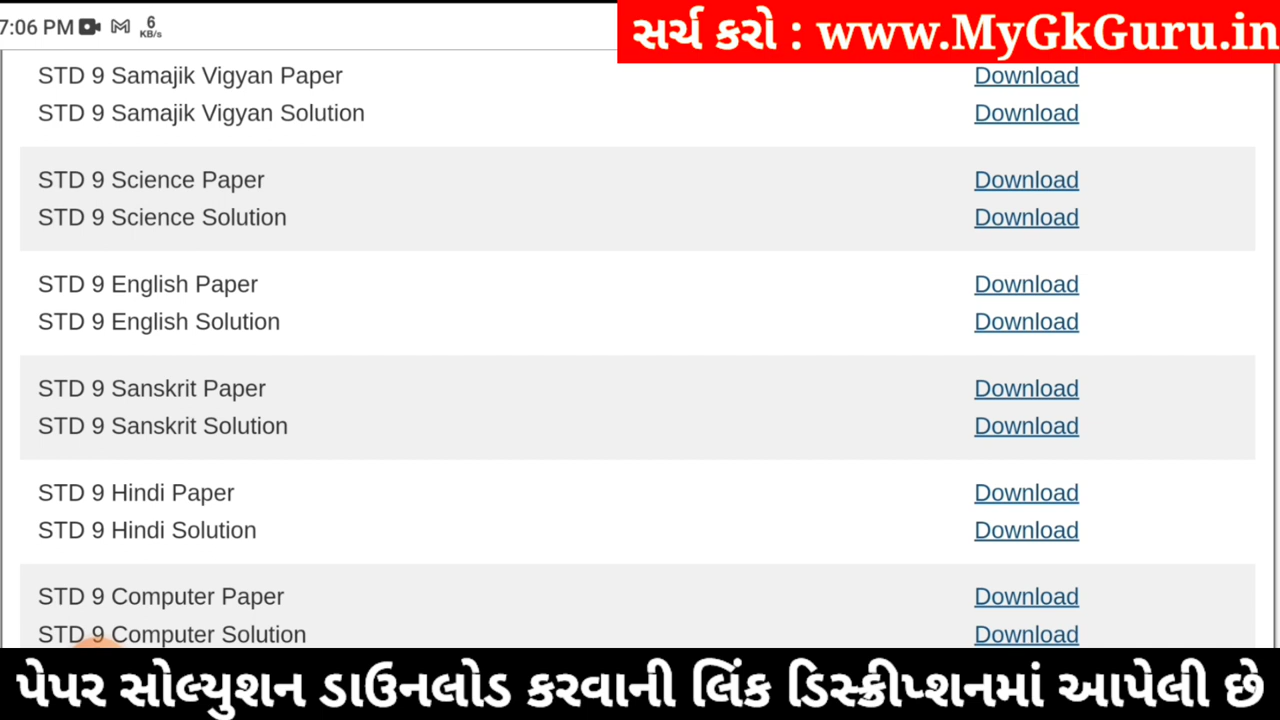 7:06 PM 6 KB/s
સર્ચ કરો : www.MyGkGuru.in
STD 9 Samajik Vigyan Paper Download
STD 9 Samajik Vigyan Solution Download
STD 9 Science Paper Download
STD 9 Science Solution Download
STD 9 English Paper Download
STD 9 English Solution Download
STD 9 Sanskrit Paper Download
STD 9 Sanskrit Solution Download
STD 9 Hindi Paper Download
STD 9 Hindi Solution Download
STD 9 Computer Paper Download
STD 9 Computer Solution Download
પેપર સોલ્યુશન ડાઉનલોડ કરવાની લિંક ડિસ્ક્રીપ્શનમાં આપેલી છે